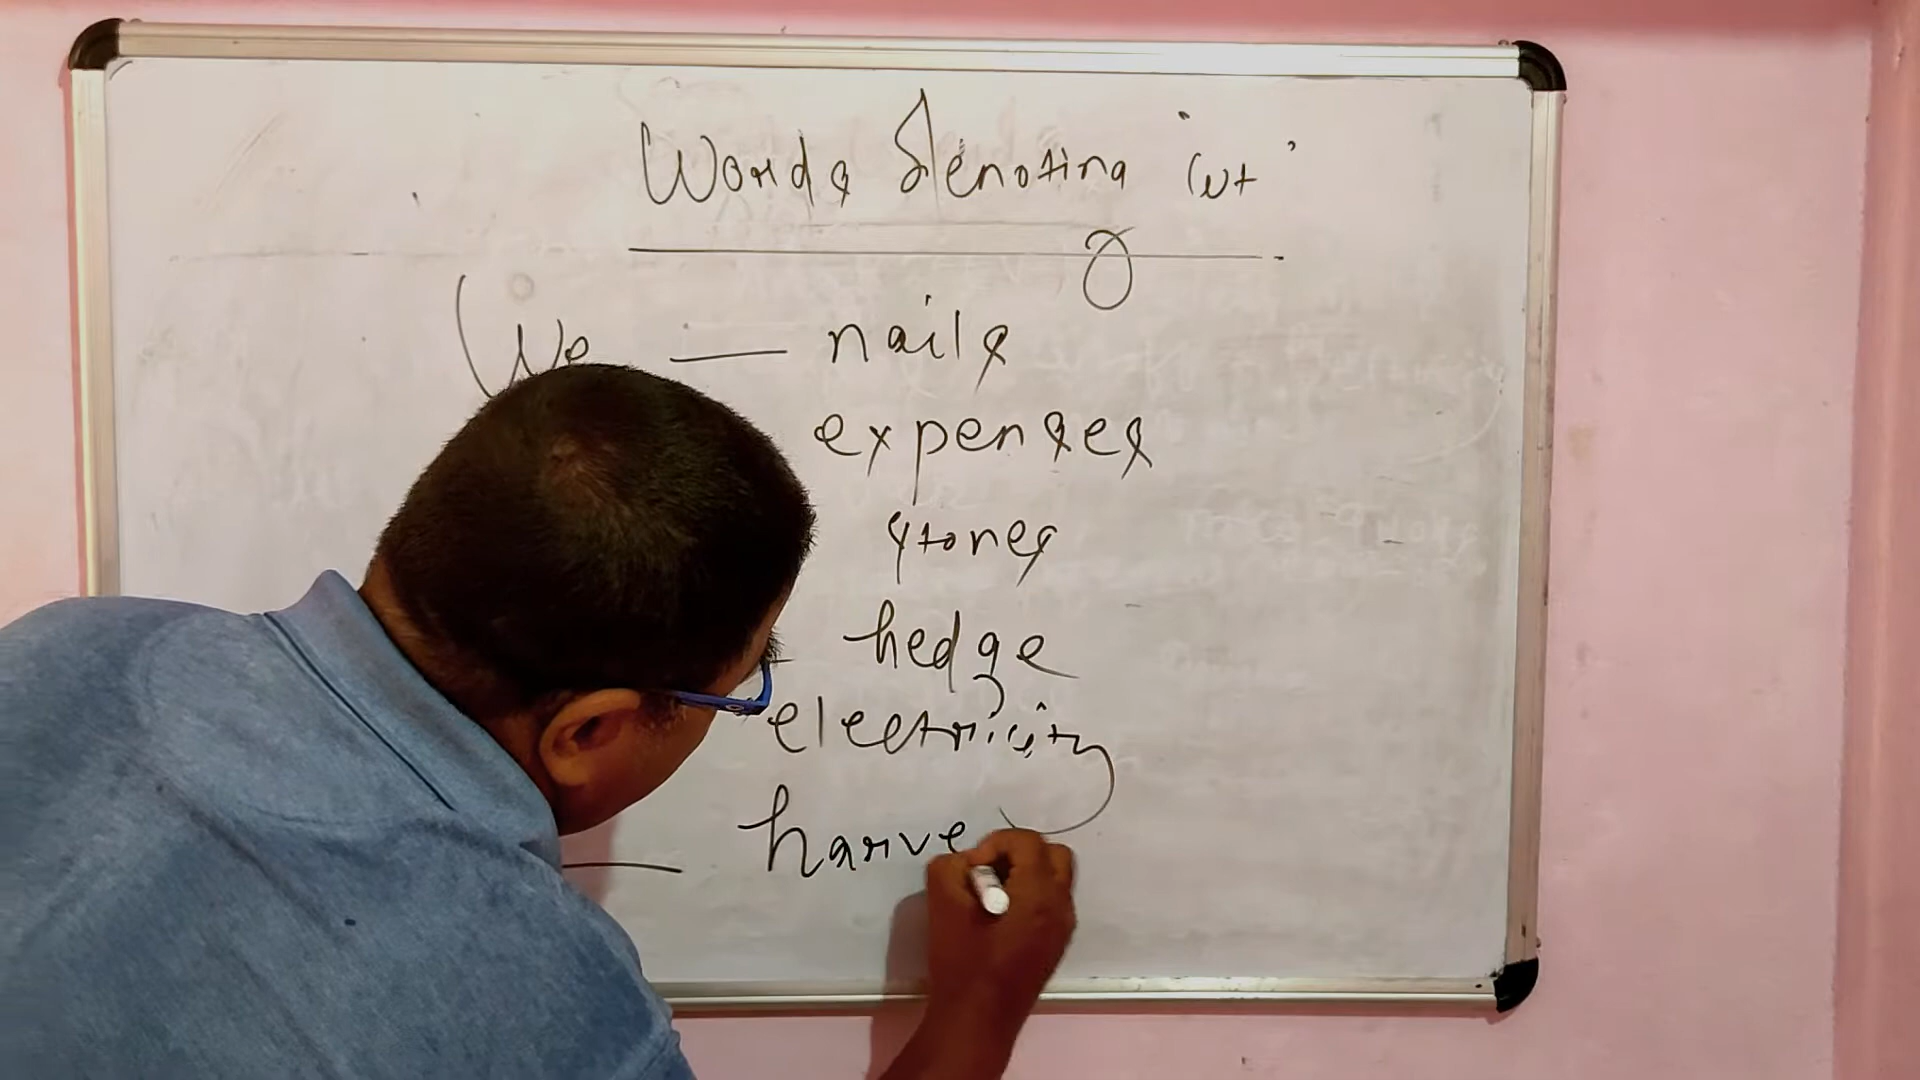 Words denoting 'cut'
We — nails
expenses
stones
— hedge
electricity
— harve